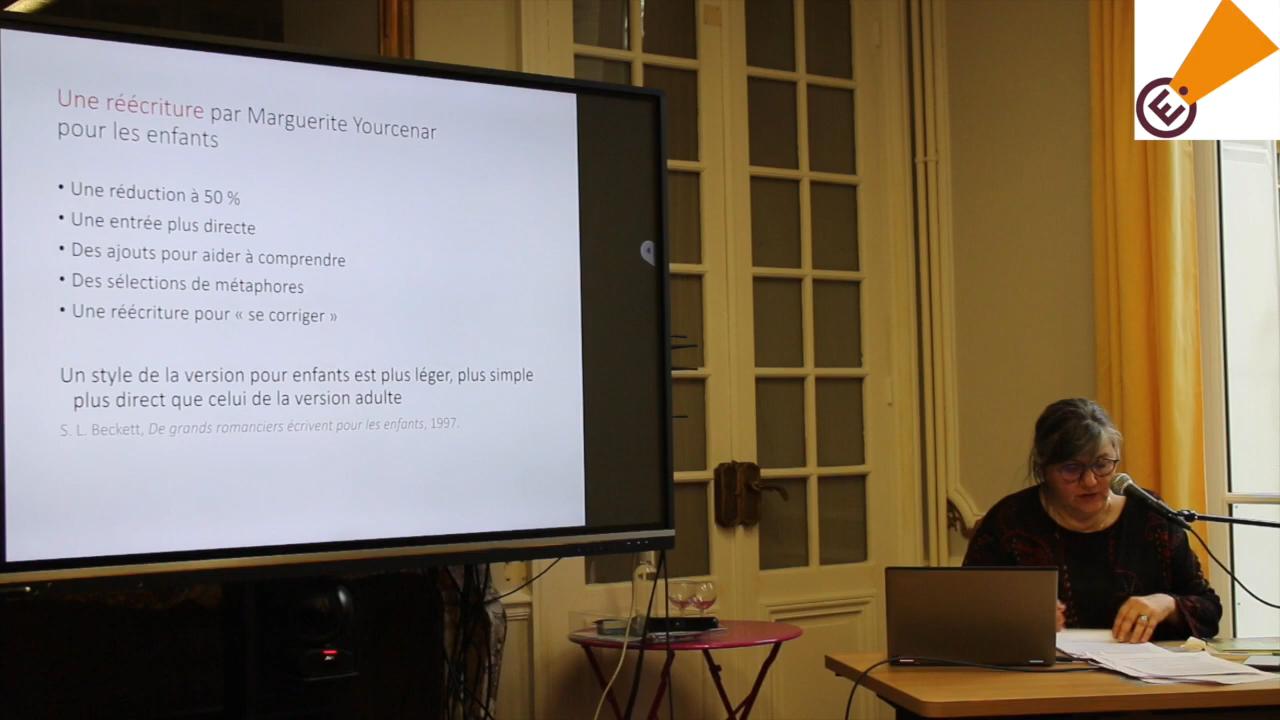 Une réécriture par Marguerite Yourcenar
pour les enfants
• Une réduction à 50 %
• Une entrée plus directe
• Des ajouts pour aider à comprendre
• Des sélections de métaphores
• Une réécriture pour « se corriger »
Un style de la version pour enfants est plus léger, plus simple
plus direct que celui de la version adulte
S. L. Beckett, De grands romanciers écrivent pour les enfants, 1997.
E